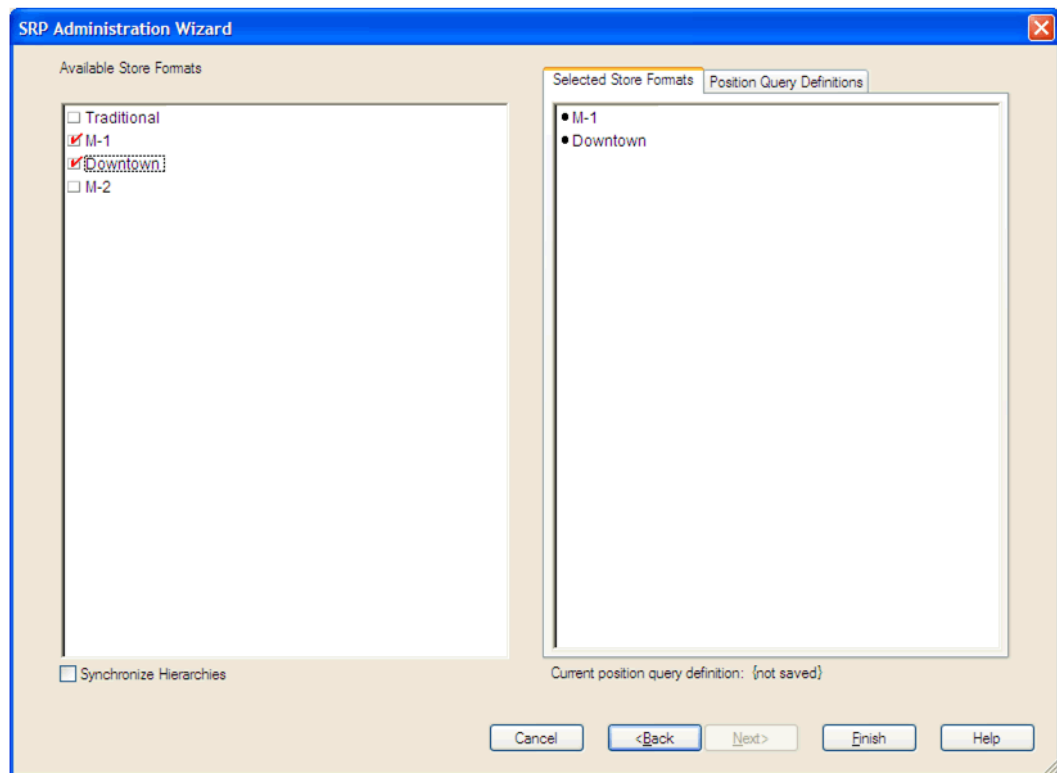 SRP Administration Wizard
Available Store Formats
Traditional
M-1
Downtown
M-2
Synchronize Hierarchies
Selected Store Formats
Position Query Definitions
M-1
Downtown
Current position query definition: {not saved}
Cancel
<Back
Next>
Finish
Help